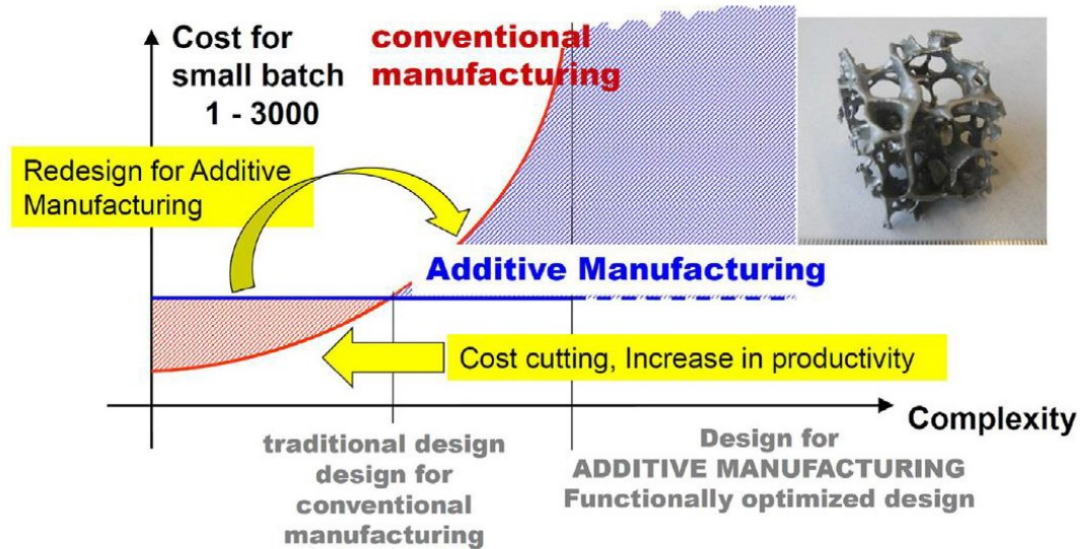 Cost for
small batch
1 - 3000
conventional
manufacturing
Redesign for Additive
Manufacturing
Additive Manufacturing
Cost cutting, Increase in productivity
Complexity
traditional design
design for
conventional
manufacturing
Design for
ADDITIVE MANUFACTURING
Functionally optimized design